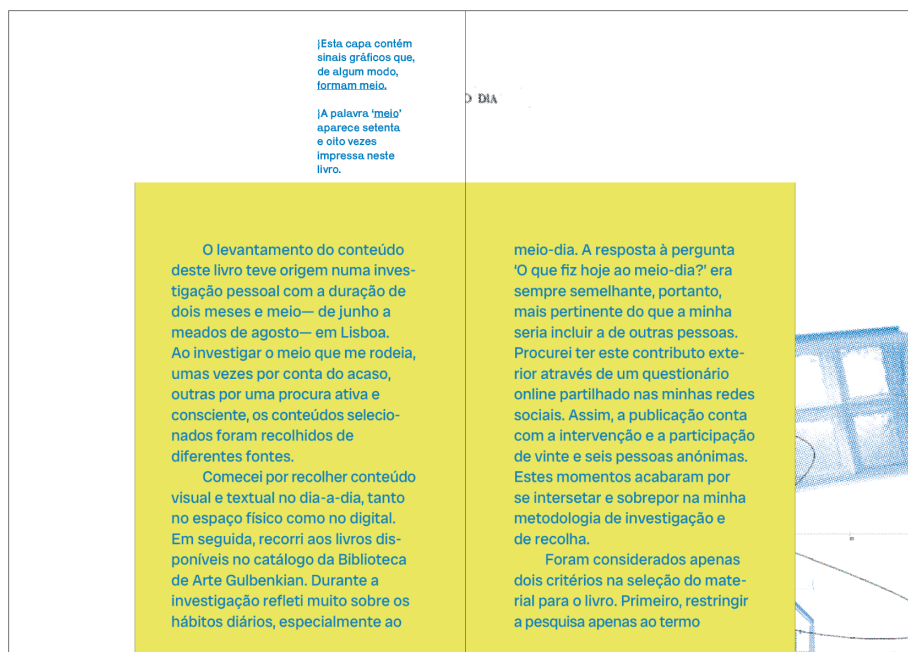 ¦Esta capa contém
sinais gráficos que,
de algum modo,
formam meio.
¦A palavra ‘meio’
aparece setenta
e oito vezes
impressa neste
livro.
DIA
O levantamento do conteúdo
deste livro teve origem numa inves-
tigação pessoal com a duração de
dois meses e meio— de junho a
meados de agosto— em Lisboa.
Ao investigar o meio que me rodeia,
umas vezes por conta do acaso,
outras por uma procura ativa e
consciente, os conteúdos selecio-
nados foram recolhidos de
diferentes fontes.
Comecei por recolher conteúdo
visual e textual no dia-a-dia, tanto
no espaço físico como no digital.
Em seguida, recorri aos livros dis-
poníveis no catálogo da Biblioteca
de Arte Gulbenkian. Durante a
investigação refleti muito sobre os
hábitos diários, especialmente ao
meio-dia. A resposta à pergunta
‘O que fiz hoje ao meio-dia?’ era
sempre semelhante, portanto,
mais pertinente do que a minha
seria incluir a de outras pessoas.
Procurei ter este contributo exte-
rior através de um questionário
online partilhado nas minhas redes
sociais. Assim, a publicação conta
com a intervenção e a participação
de vinte e seis pessoas anónimas.
Estes momentos acabaram por
se intersetar e sobrepor na minha
metodologia de investigação e
de recolha.
Foram considerados apenas
dois critérios na seleção do mate-
rial para o livro. Primeiro, restringir
a pesquisa apenas ao termo